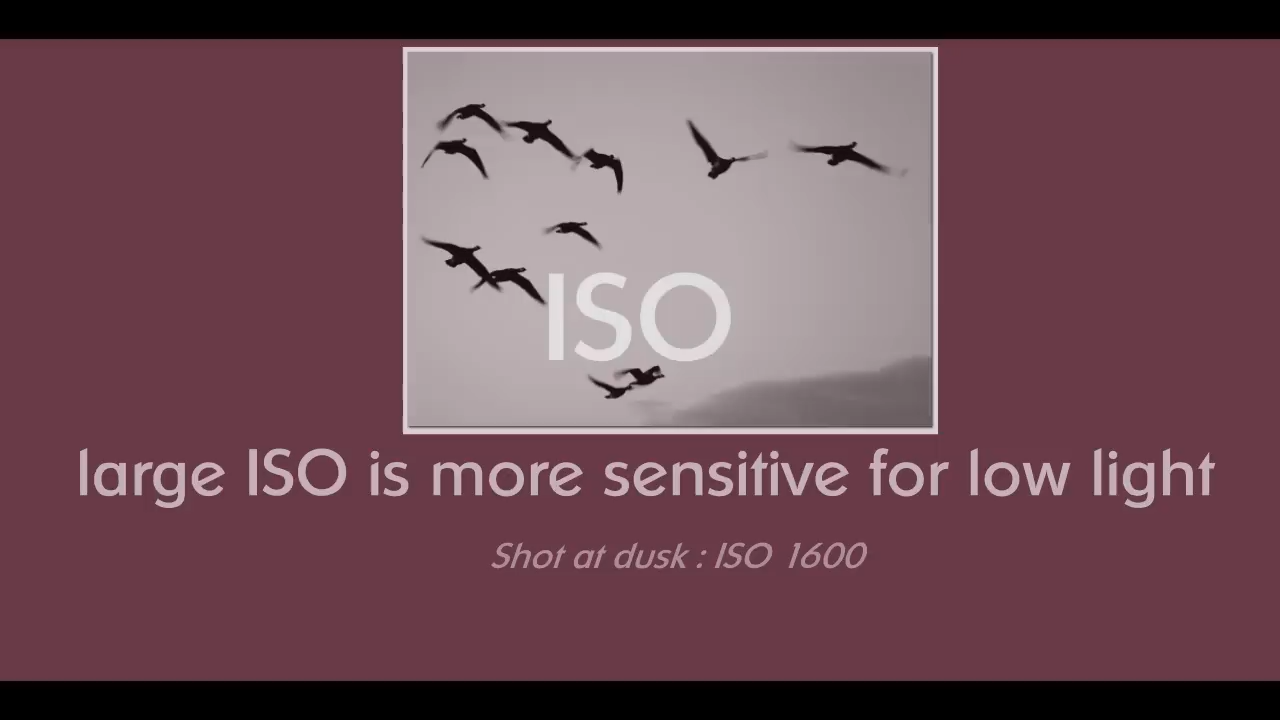 ISO
large ISO is more sensitive for low light
Shot at dusk : ISO 1600